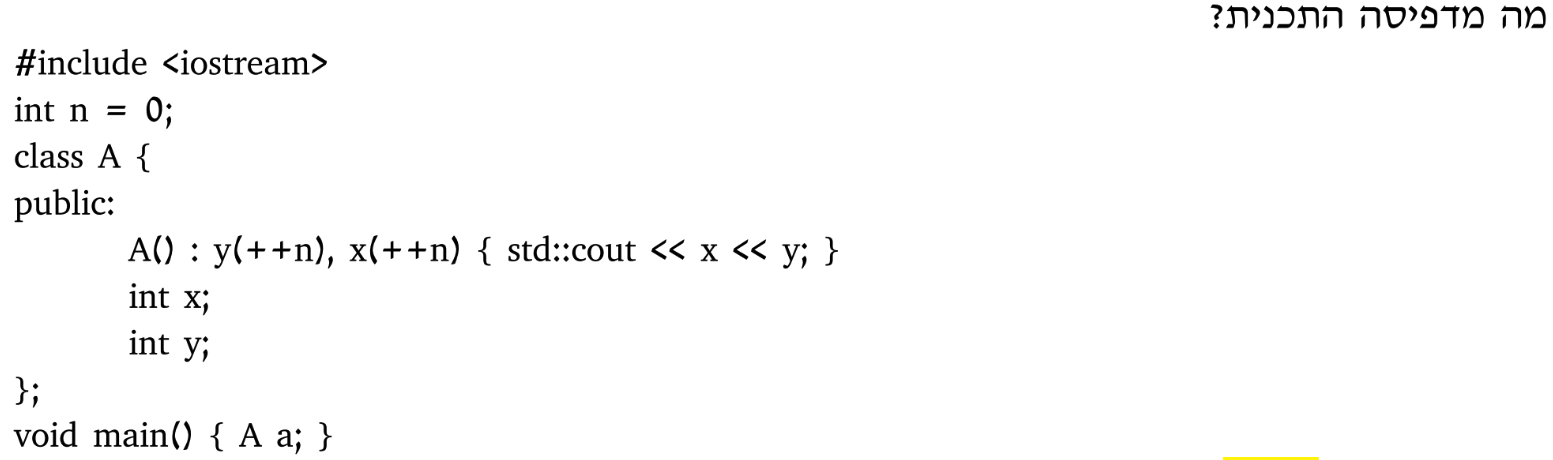 מה מדפיסה התכנית?
#include <iostream>
int n = 0;
class A {
public:
A() : y(++n), x(++n) { std::cout << x << y; }
int x;
int y;
};
void main() { A a; }